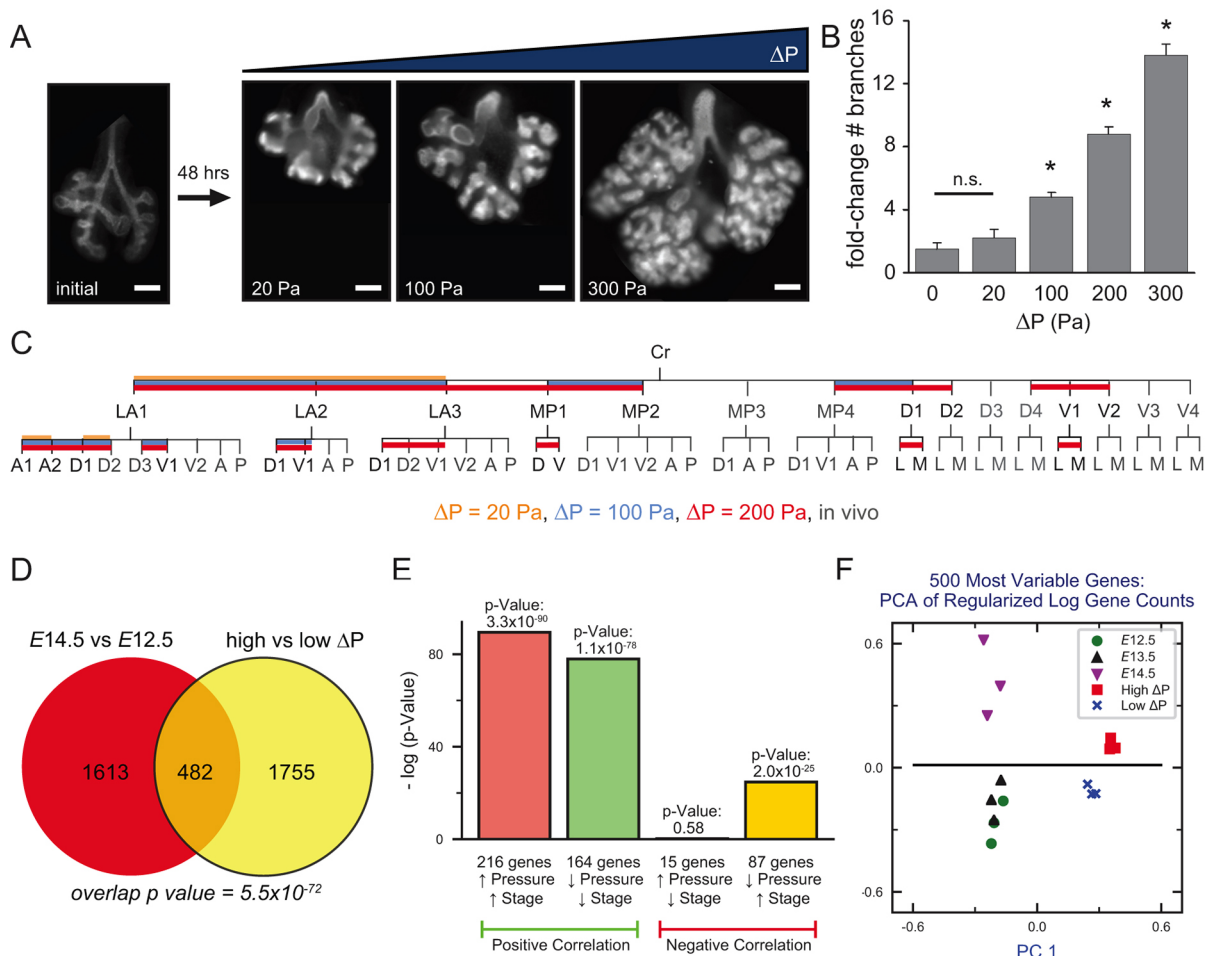 A
ΔP
48 hrs
initial
20 Pa
100 Pa
300 Pa
B
fold-change # branches
16
12
8
4
0
n.s.
*
*
*
0 20 100 200 300
ΔP (Pa)
C
Cr
LA1 LA2 LA3 MP1 MP2 MP3 MP4 D1 D2 D3 D4 V1 V2 V3 V4
A1 A2 D1 D2 D3 V1 V2 A P D1 V1 A P D1 D2 V1 V2 A P D V D1 V1 A P D1 V1 A P L M L M L M L M L M L M L M L M
ΔP = 20 Pa, ΔP = 100 Pa, ΔP = 200 Pa, in vivo
D
E14.5 vs E12.5
high vs low ΔP
1613 482 1755
overlap p value = 5.5x10-72
E
- log (p-Value)
80
40
0
p-Value:
3.3x10-90
p-Value:
1.1x10-78
p-Value:
0.58
p-Value:
2.0x10-25
216 genes
↑ Pressure
↑ Stage
164 genes
↓ Pressure
↓ Stage
15 genes
↑ Pressure
↓ Stage
87 genes
↓ Pressure
↑ Stage
Positive Correlation
Negative Correlation
F
500 Most Variable Genes:
PCA of Regularized Log Gene Counts
0.6
0.0
-0.6
E12.5
E13.5
E14.5
High ΔP
Low ΔP
-0.6 0.0 0.6
PC 1